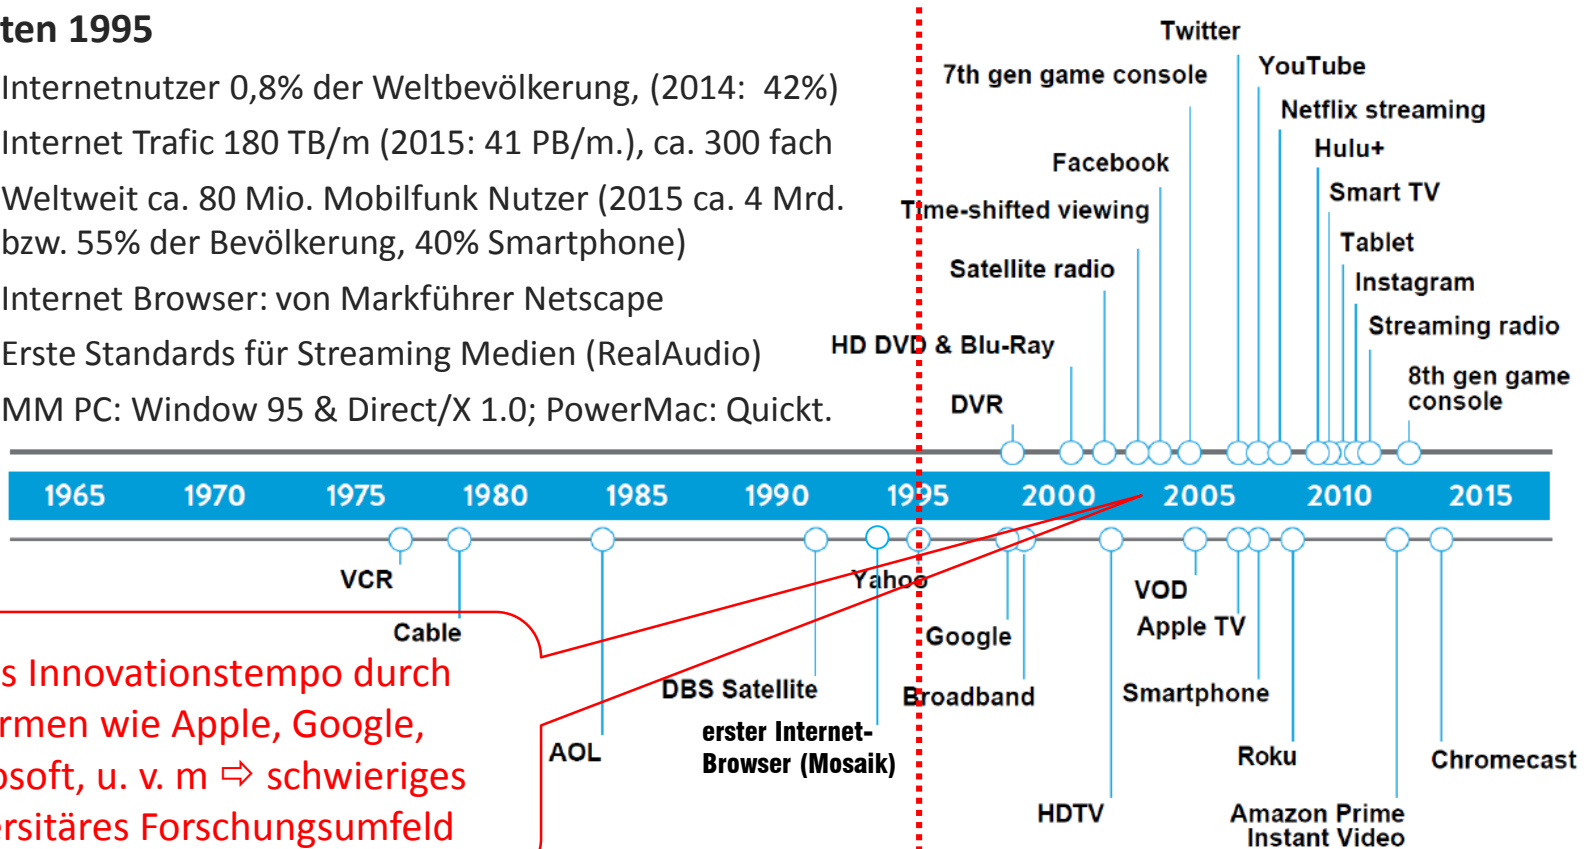 ten 1995
Internetnutzer 0,8% der Weltbevölkerung, (2014: 42%)
Internet Trafic 180 TB/m (2015: 41 PB/m.), ca. 300 fach
Weltweit ca. 80 Mio. Mobilfunk Nutzer (2015 ca. 4 Mrd.
bzw. 55% der Bevölkerung, 40% Smartphone)
Internet Browser: von Markführer Netscape
Erste Standards für Streaming Medien (RealAudio)
MM PC: Window 95 & Direct/X 1.0; PowerMac: Quickt.
Twitter
7th gen game console
YouTube
Netflix streaming
Hulu+
Facebook
Smart TV
Time-shifted viewing
Tablet
Satellite radio
Instagram
Streaming radio
HD DVD & Blu-Ray
8th gen game
console
DVR
1965 1970 1975 1980 1985 1990 1995 2000 2005 2010 2015
VCR
Cable
AOL
DBS Satellite
erster Internet-
Browser (Mosaik)
Yahoo
Google
Broadband
HDTV
VOD
Apple TV
Smartphone
Roku
Amazon Prime
Instant Video
Chromecast
s Innovationstempo durch
rmen wie Apple, Google,
osoft, u. v. m ⇨ schwieriges
ersitäres Forschungsumfeld